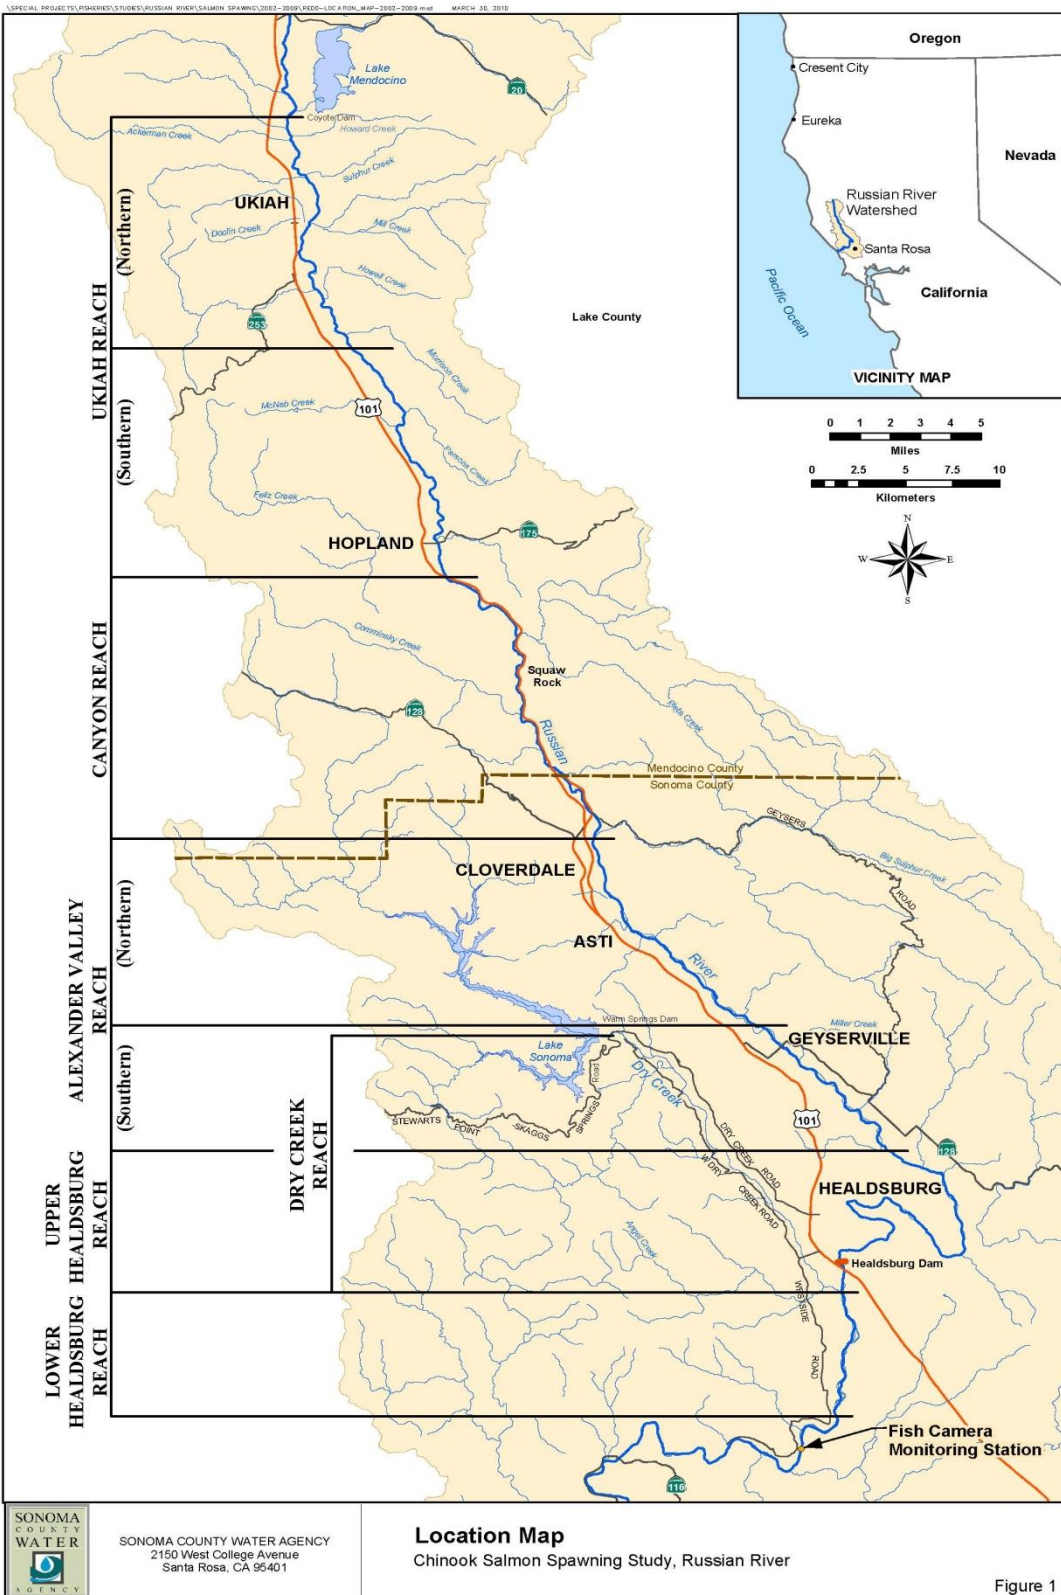 \SPECIAL PROJECTS\FISHERIES\STUDIES\RUSSIAN RIVER\SALMON SPAWNING\2002-2009\REDD-LOCATION_MAP-2002-2009.mxd MARCH 30, 2010
Oregon
Cresent City
Eureka
Nevada
Russian River
Watershed
Santa Rosa
California
Pacific Ocean
VICINITY MAP
0 1 2 3 4 5
Miles
0 2.5 5 7.5 10
Kilometers
N
W E
S
Lake
Mendocino
20
Coyote Dam
Ackerman Creek
Howard Creek
Sulphur Creek
UKIAH
Doolin Creek
Mill Creek
Howell Creek
Lake County
253
Morrison Creek
McNab Creek
101
Parsons Creek
Feliz Creek
HOPLAND
175
Comminsky Creek
Squaw
Rock
128
Pieta Creek
Russian
Mendocino County
Sonoma County
GEYSERS
ROAD
CLOVERDALE
Big Sulphur Creek
ASTI
River
Warm Springs Dam
Miller Creek
GEYSERVILLE
Lake
Sonoma
Dry Creek
STEWARTS
POINT
SKAGGS
SPRINGS
Road
101
DRY CREEK ROAD
W DRY
CREEK ROAD
128
HEALDSBURG
Angel Creek
Healdsburg Dam
WESTSIDE
ROAD
Fish Camera
Monitoring Station
116
UKIAH REACH
(Northern)
(Southern)
CANYON REACH
ALEXANDER VALLEY
REACH
(Northern)
(Southern)
DRY CREEK
REACH
UPPER
HEALDSBURG
REACH
LOWER
HEALDSBURG
REACH
SONOMA
COUNTY
WATER
AGENCY
SONOMA COUNTY WATER AGENCY
2150 West College Avenue
Santa Rosa, CA 95401
Location Map
Chinook Salmon Spawning Study, Russian River
Figure 1